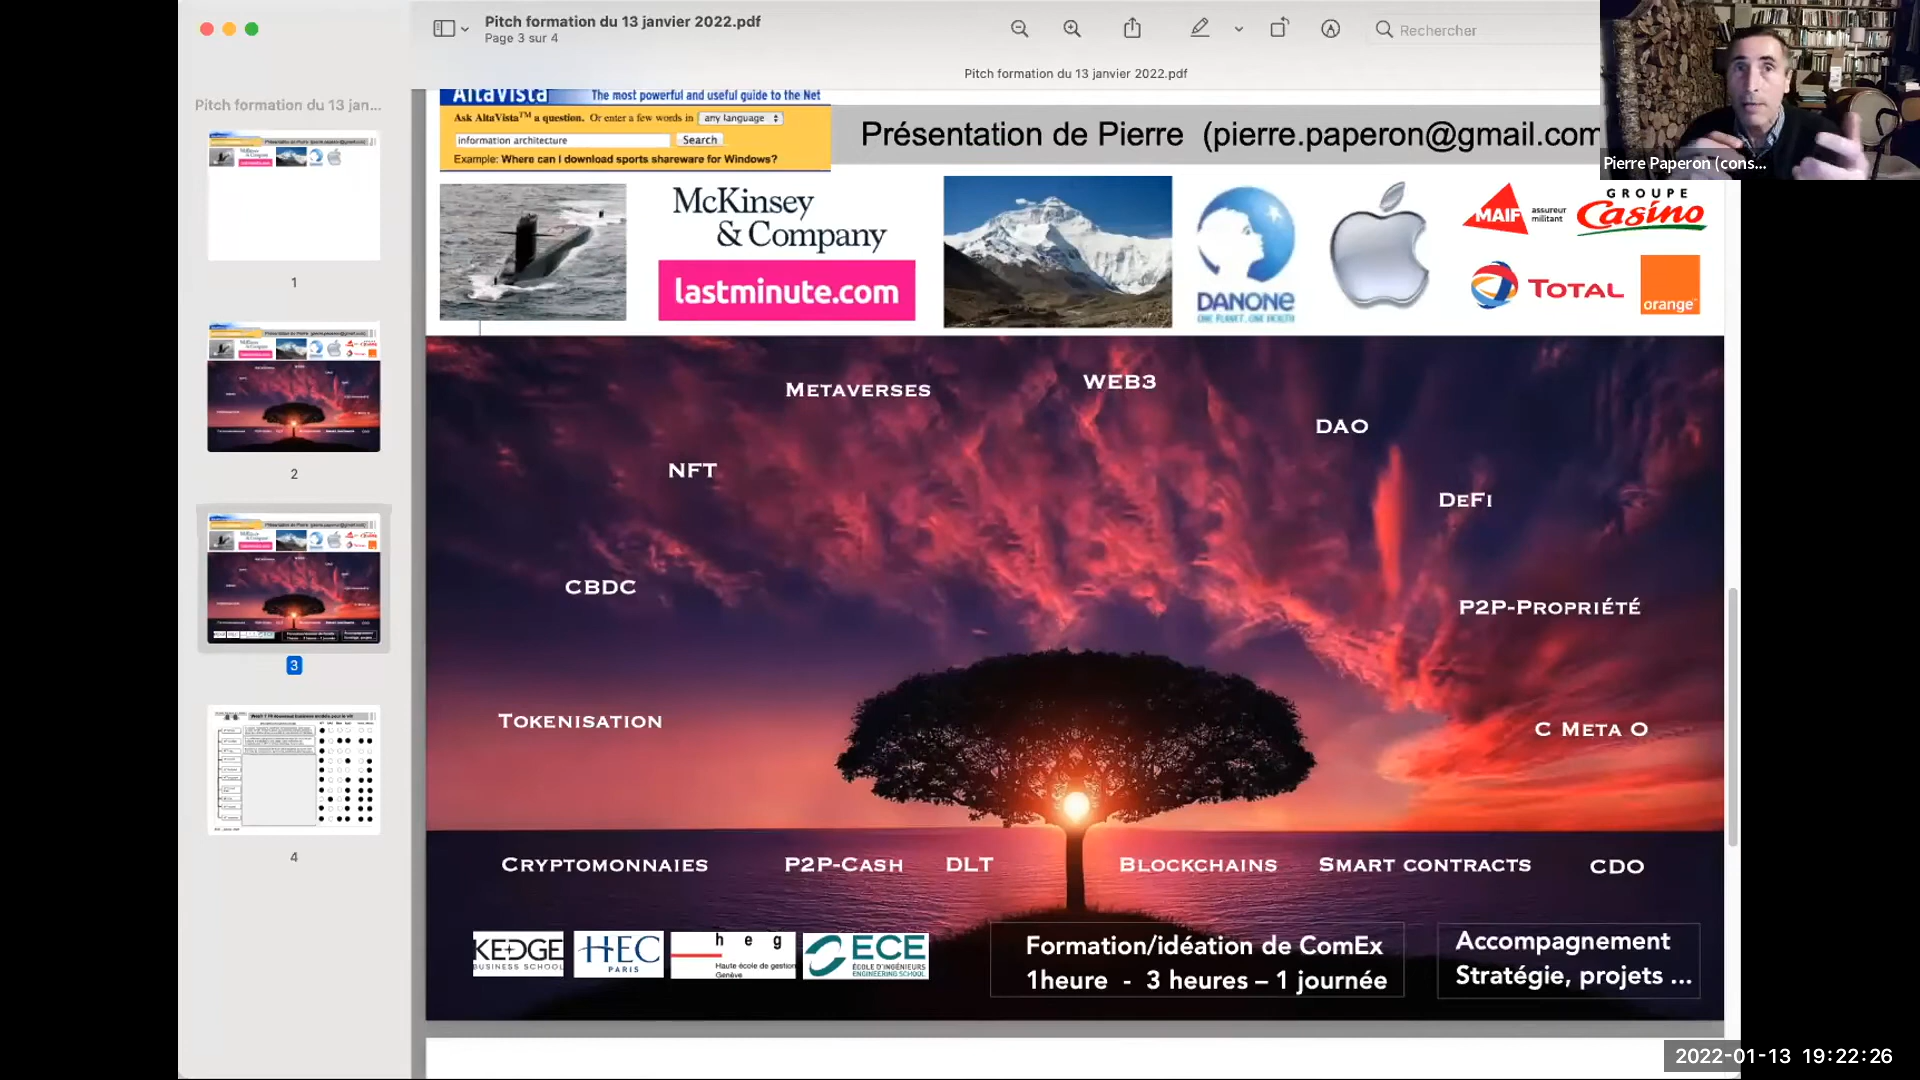 Pitch formation du 13 janvier 2022.pdf
Page 3 sur 4
Rechercher
Pitch formation du 13 janvier 2022.pdf
Pitch formation du 13 jan...
1
2
3
4
AltaVista The most powerful and useful guide to the Net
Ask AltaVista™ a question. Or enter a few words in any language
information architecture Search
Example: Where can I download sports shareware for Windows?
Présentation de Pierre (pierre.paperon@gmail.com
Pierre Paperon (cons...
McKinsey
& Company
lastminute.com
DANONE
ONE PLANET. ONE HEALTH
MAIF assureur
militant
GROUPE
Casino
TOTAL
orange™
METAVERSES
WEB3
DAO
NFT
DEFI
CBDC
P2P-PROPRIÉTÉ
TOKENISATION
C META O
CRYPTOMONNAIES P2P-CASH DLT BLOCKCHAINS SMART CONTRACTS CDO
KEDGE
BUSINESS SCHOOL
HEC
PARIS
h e g
Haute école de gestion
Genève
ECE
ÉCOLE D'INGÉNIEURS
ENGINEERING SCHOOL
Formation/idéation de ComEx
1heure - 3 heures – 1 journée
Accompagnement
Stratégie, projets ...
2022-01-13 19:22:26